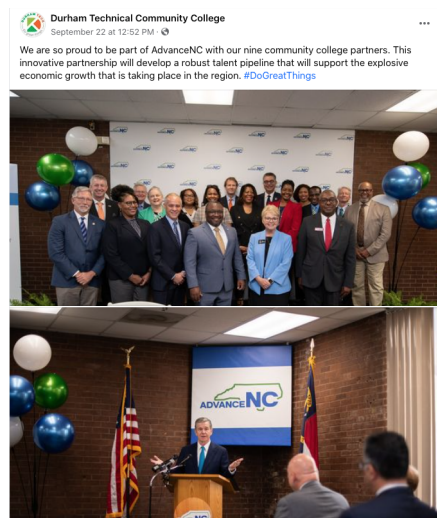 Durham Technical Community College
September 22 at 12:52 PM ·
We are so proud to be part of AdvanceNC with our nine community college partners. This
innovative partnership will develop a robust talent pipeline that will support the explosive
economic growth that is taking place in the region. #DoGreatThings
ADVANCENC
NC